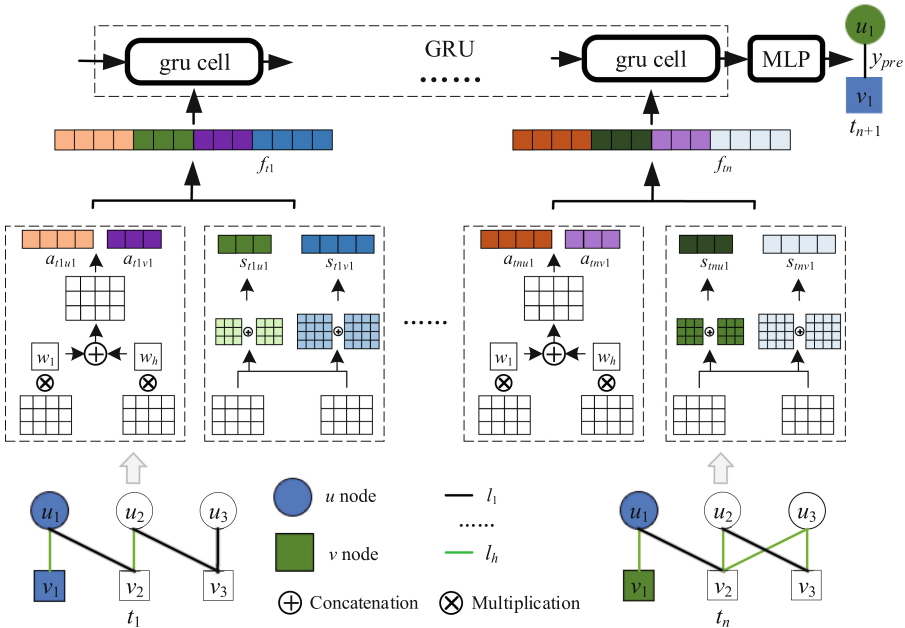 GRU
gru cell
......
gru cell
MLP
u1
ypre
v1
tn+1
ft1
ftn
at1u1 at1v1
st1u1 st1v1
atnu1 atnv1
stnu1 stnv1
w1 wh
......
w1 wh
u1 u2 u3
v1 v2 v3
t1
u node
v node
l1
......
lh
Concatenation
Multiplication
u1 u2 u3
v1 v2 v3
tn